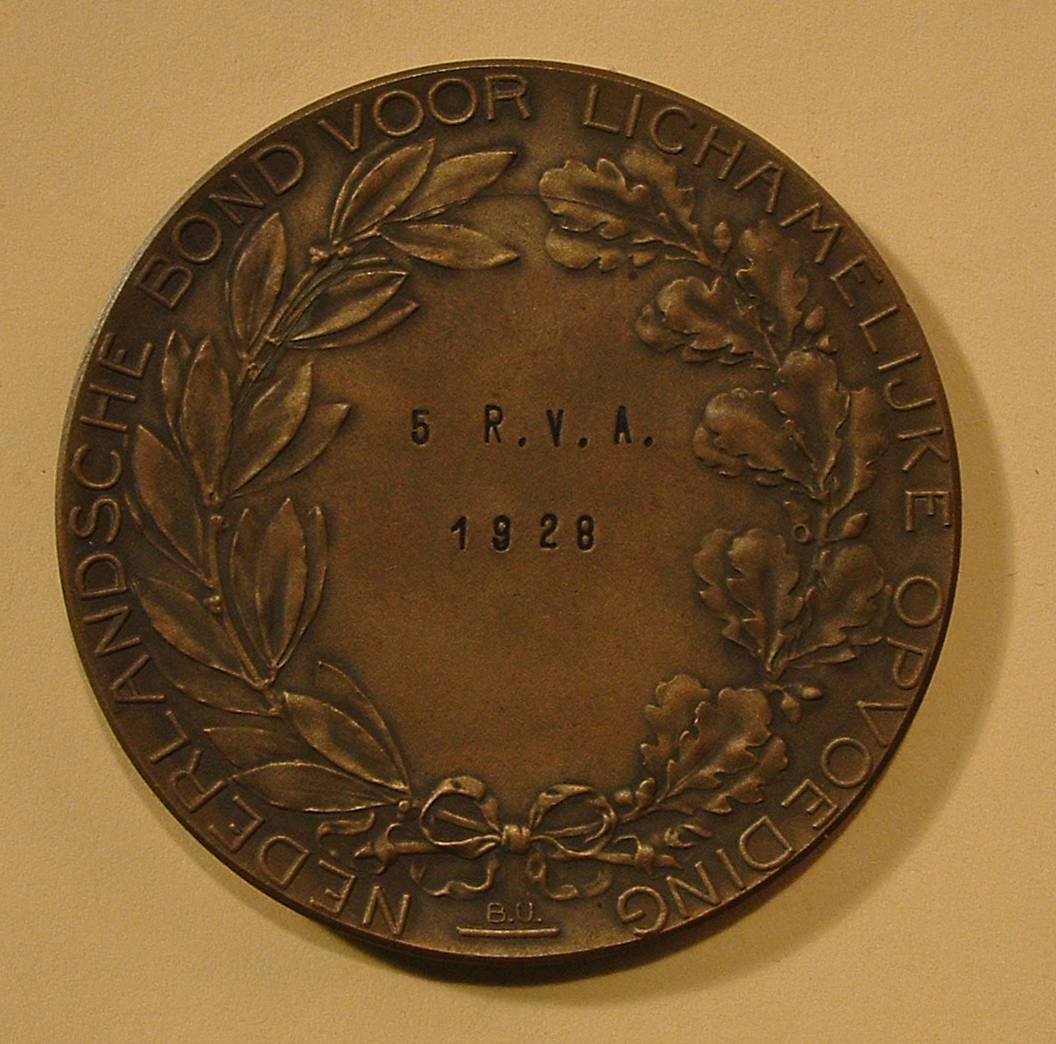 NEDERLANDSCHE BOND VOOR LICHAMELIJKE OPVOEDING
5 R.V.A.
1928
B.U.